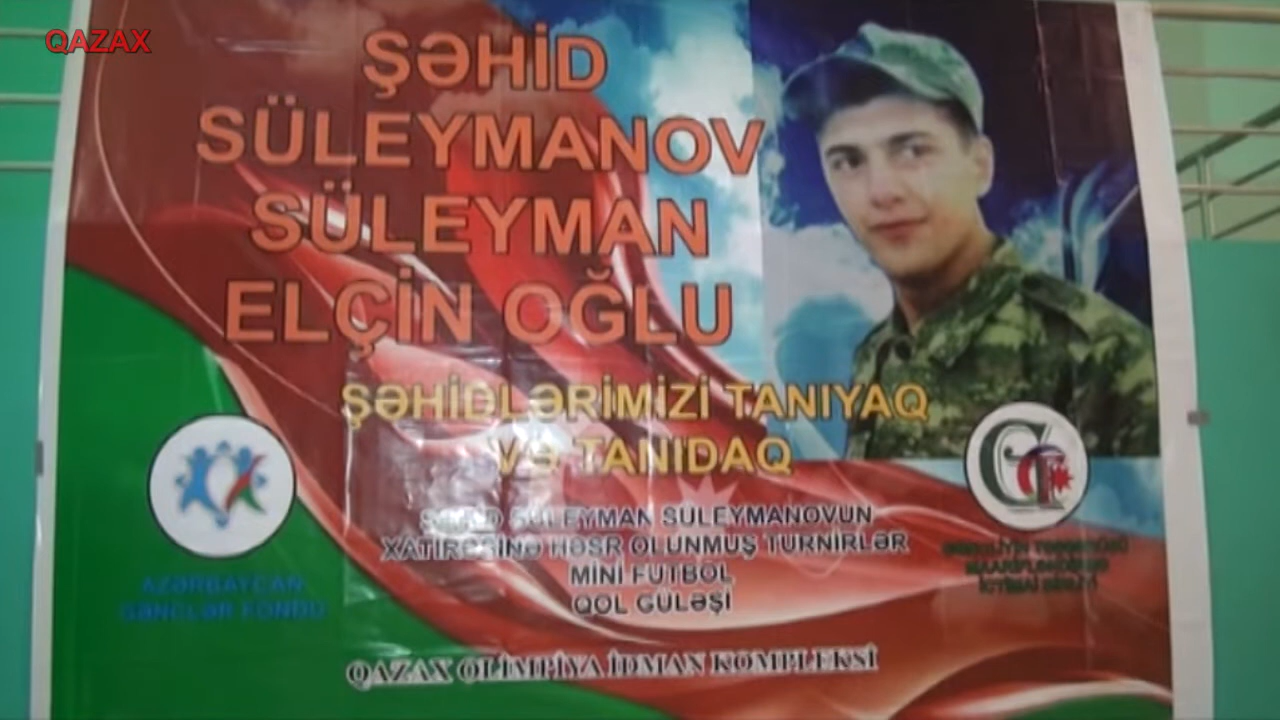 QAZAX
ŞƏHİD
SÜLEYMANOV
SÜLEYMAN
ELÇİN OĞLU
ŞƏHİDLƏRİMİZİ TANIYAQ
VƏ TANIDAQ
ŞƏHİD SÜLEYMAN SÜLEYMANOVUN
XATİRƏSİNƏ HƏSR OLUNMUŞ TURNİRLƏR
MİNİ FUTBOL
QOL GÜLƏŞİ
AZƏRBAYCAN
GƏNCLƏR FONDU
QAZAX OLİMPİYA İDMAN KOMPLEKSİ